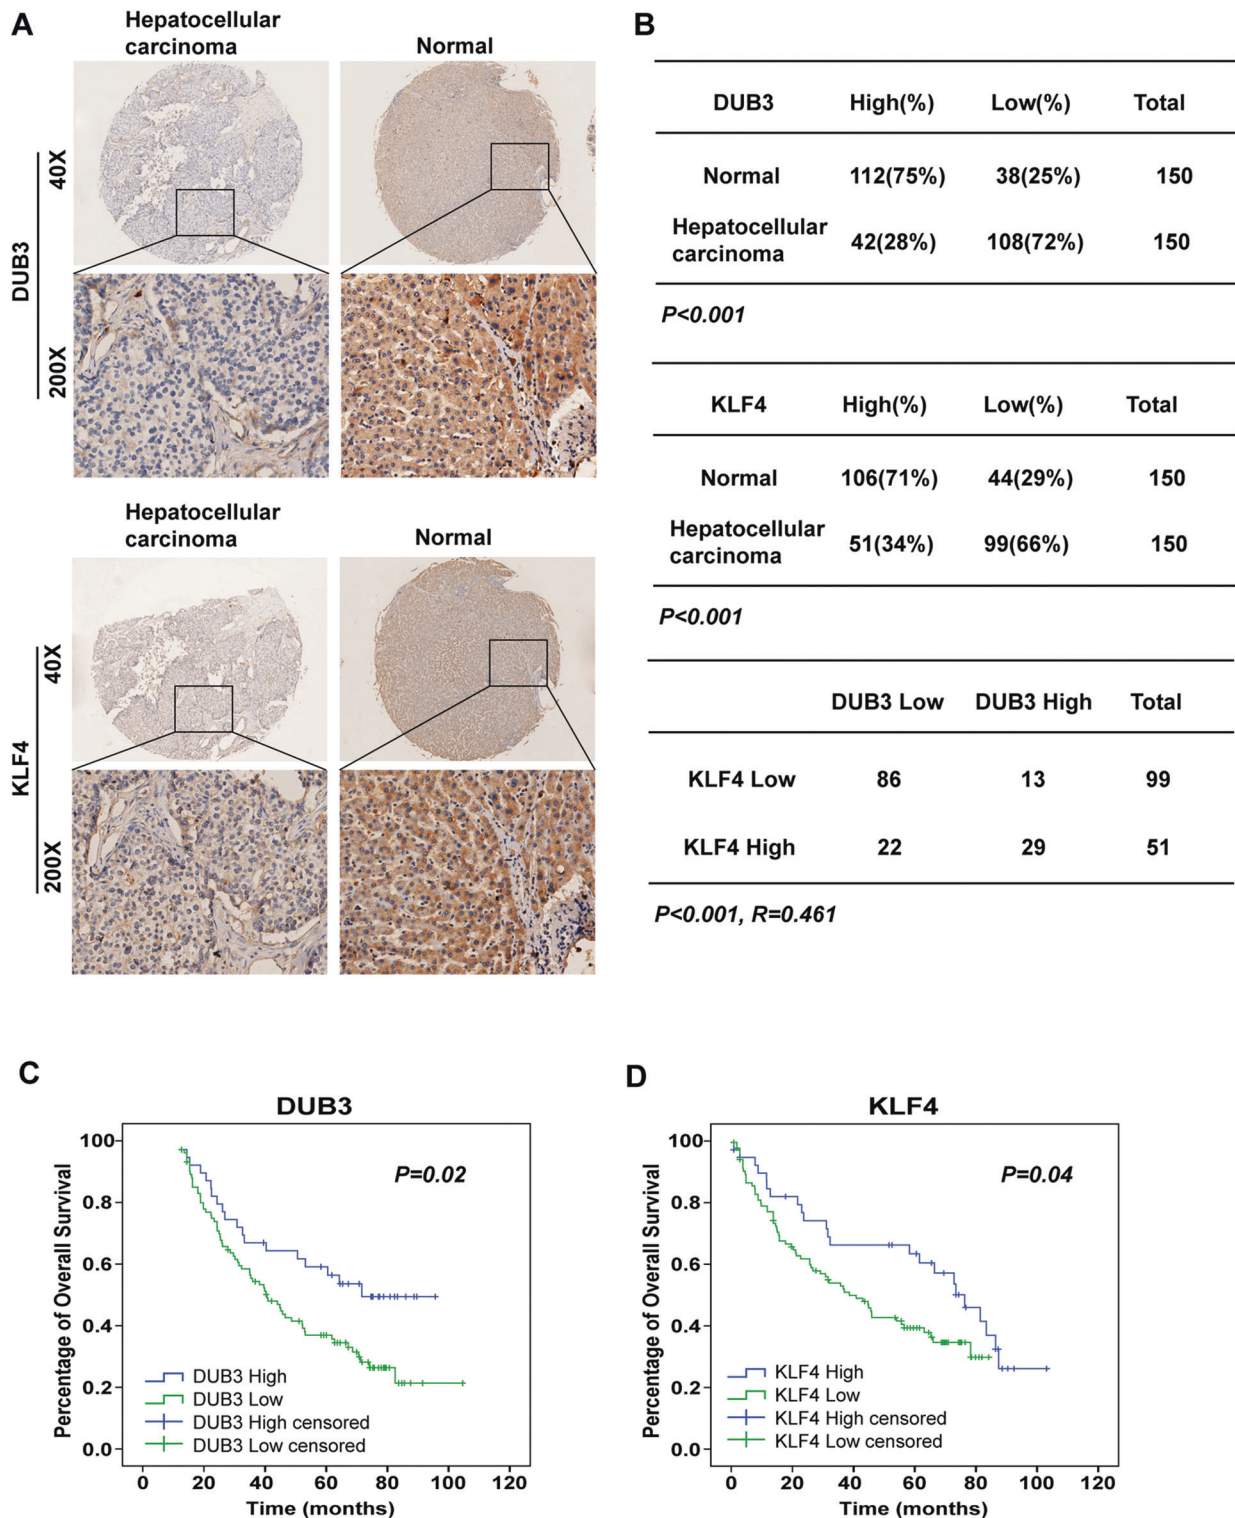 A
Hepatocellular
carcinoma
Normal
DUB3
40X
200X
Hepatocellular
carcinoma
Normal
KLF4
40X
200X
B
DUB3 High(%) Low(%) Total
Normal 112(75%) 38(25%) 150
Hepatocellular
carcinoma 42(28%) 108(72%) 150
P<0.001
KLF4 High(%) Low(%) Total
Normal 106(71%) 44(29%) 150
Hepatocellular
carcinoma 51(34%) 99(66%) 150
P<0.001
DUB3 Low DUB3 High Total
KLF4 Low 86 13 99
KLF4 High 22 29 51
P<0.001, R=0.461
C
DUB3
Percentage of Overall Survival
100
0.8
0.6
0.4
0.2
0.0
P=0.02
DUB3 High
DUB3 Low
DUB3 High censored
DUB3 Low censored
0 20 40 60 80 100 120
Time (months)
D
KLF4
Percentage of Overall Survival
100
0.8
0.6
0.4
0.2
0.0
P=0.04
KLF4 High
KLF4 Low
KLF4 High censored
KLF4 Low censored
0 20 40 60 80 100 120
Time (months)